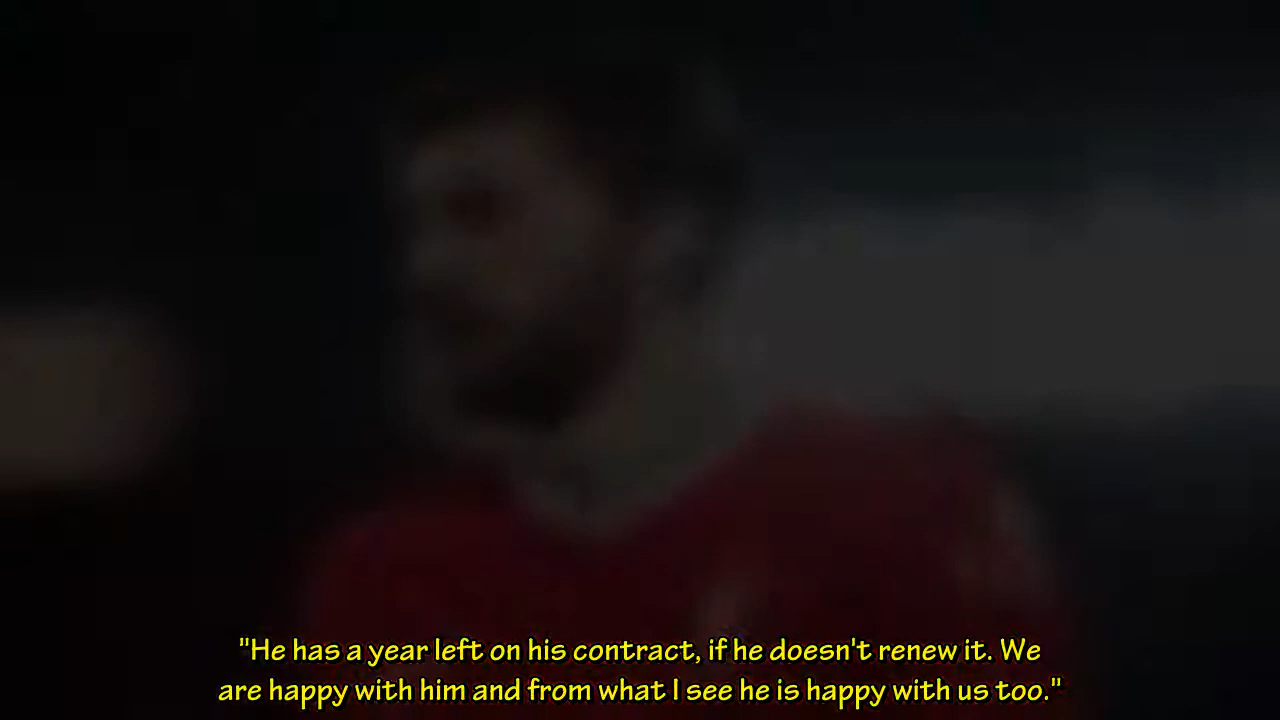 "He has a year left on his contract, if he doesn't renew it. We
are happy with him and from what I see he is happy with us too."